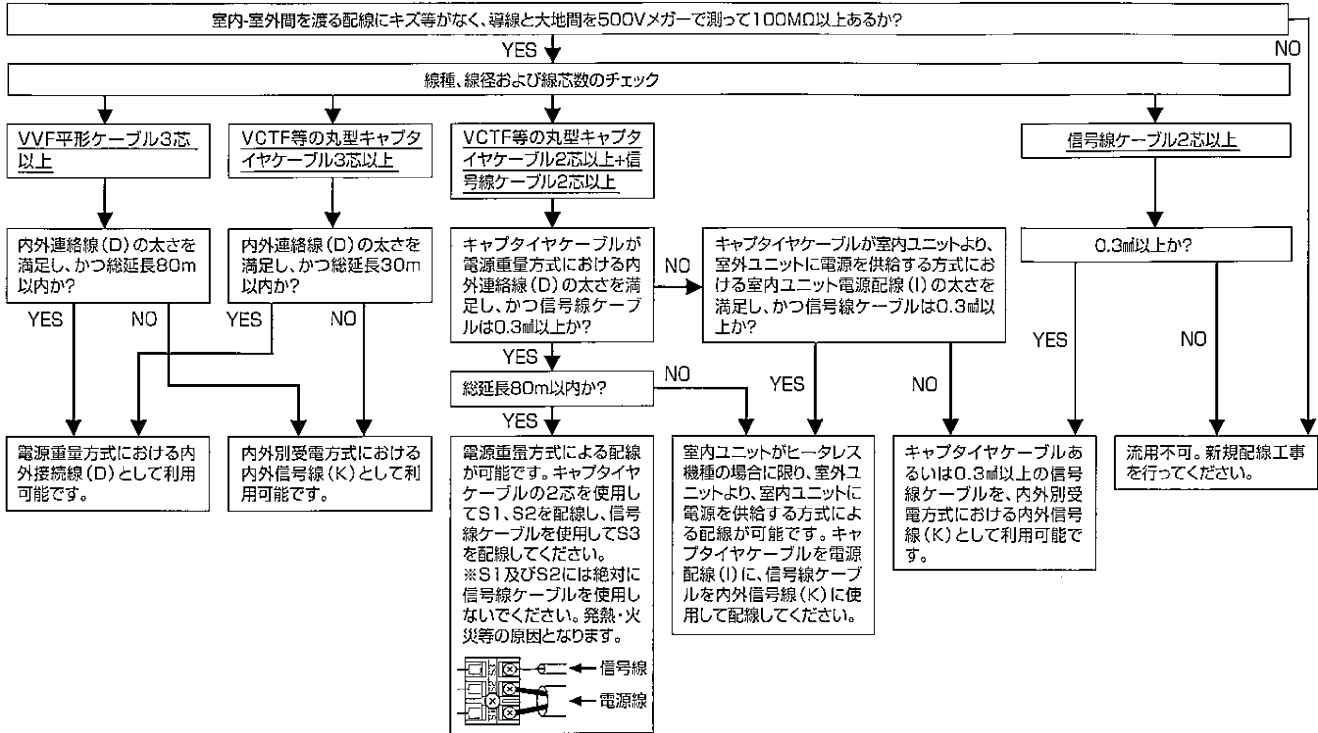 室内-室外間を渡る配線にキズ等がなく、導線と大地間を500Vメガーで測って100MΩ以上あるか?
YES
NO
線種、線径および線芯数のチェック
VVF平形ケーブル3芯
以上
VCTF等の丸型キャブタ
イヤケーブル3芯以上
VCTF等の丸型キャプタ
イヤケーブル2芯以上+信
号線ケーブル2芯以上
信号線ケーブル2芯以上
内外連絡線(D)の太さを
満足し、かつ総延長80m
以内か?
内外連絡線(D)の太さを
満足し、かつ総延長30m
以内か?
キャプタイヤケーブルが
電源重量方式における内
外連絡線(D)の太さを満
足し、かつ信号線ケーブ
ルは0.3㎟以上か?
NO
キャプタイヤケーブルが室内ユニットより、
室外ユニットに電源を供給する方式にお
ける室内ユニット電源配線(I)の太さを
満足し、かつ信号線ケーブルは0.3㎟以
上か?
0.3㎟以上か?
YES
NO
YES
NO
YES
YES
NO
YES
NO
総延長80m以内か?
NO
YES
電源重量方式における内
外接続線(D)として利用
可能です。
内外別受電方式における
内外信号線(K)として利
用可能です。
電源重量方式による配線
が可能です。キャプタイヤ
ケーブルの2芯を使用し
てS1、S2を配線し、信号
線ケーブルを使用してS3
を配線してください。
※S1及びS2には絶対に
信号線ケーブルを使用し
ないでください。発熱・火
災等の原因となります。
S3
S2
S1
信号線
電源線
室内ユニットがヒータレス
機種の場合に限り、室外ユ
ニットより、室内ユニットに
電源を供給する方式によ
る配線が可能です。キャ
プタイヤケーブルを電源
配線(I)に、信号線ケーブ
ルを内外信号線(K)に使
用して配線してください。
キャプタイヤケーブルあ
るいは0.3㎟以上の信号
線ケーブルを、内外別受
電方式における内外信号
線(K)として利用可能で
す。
流用不可。新規配線工事
を行ってください。